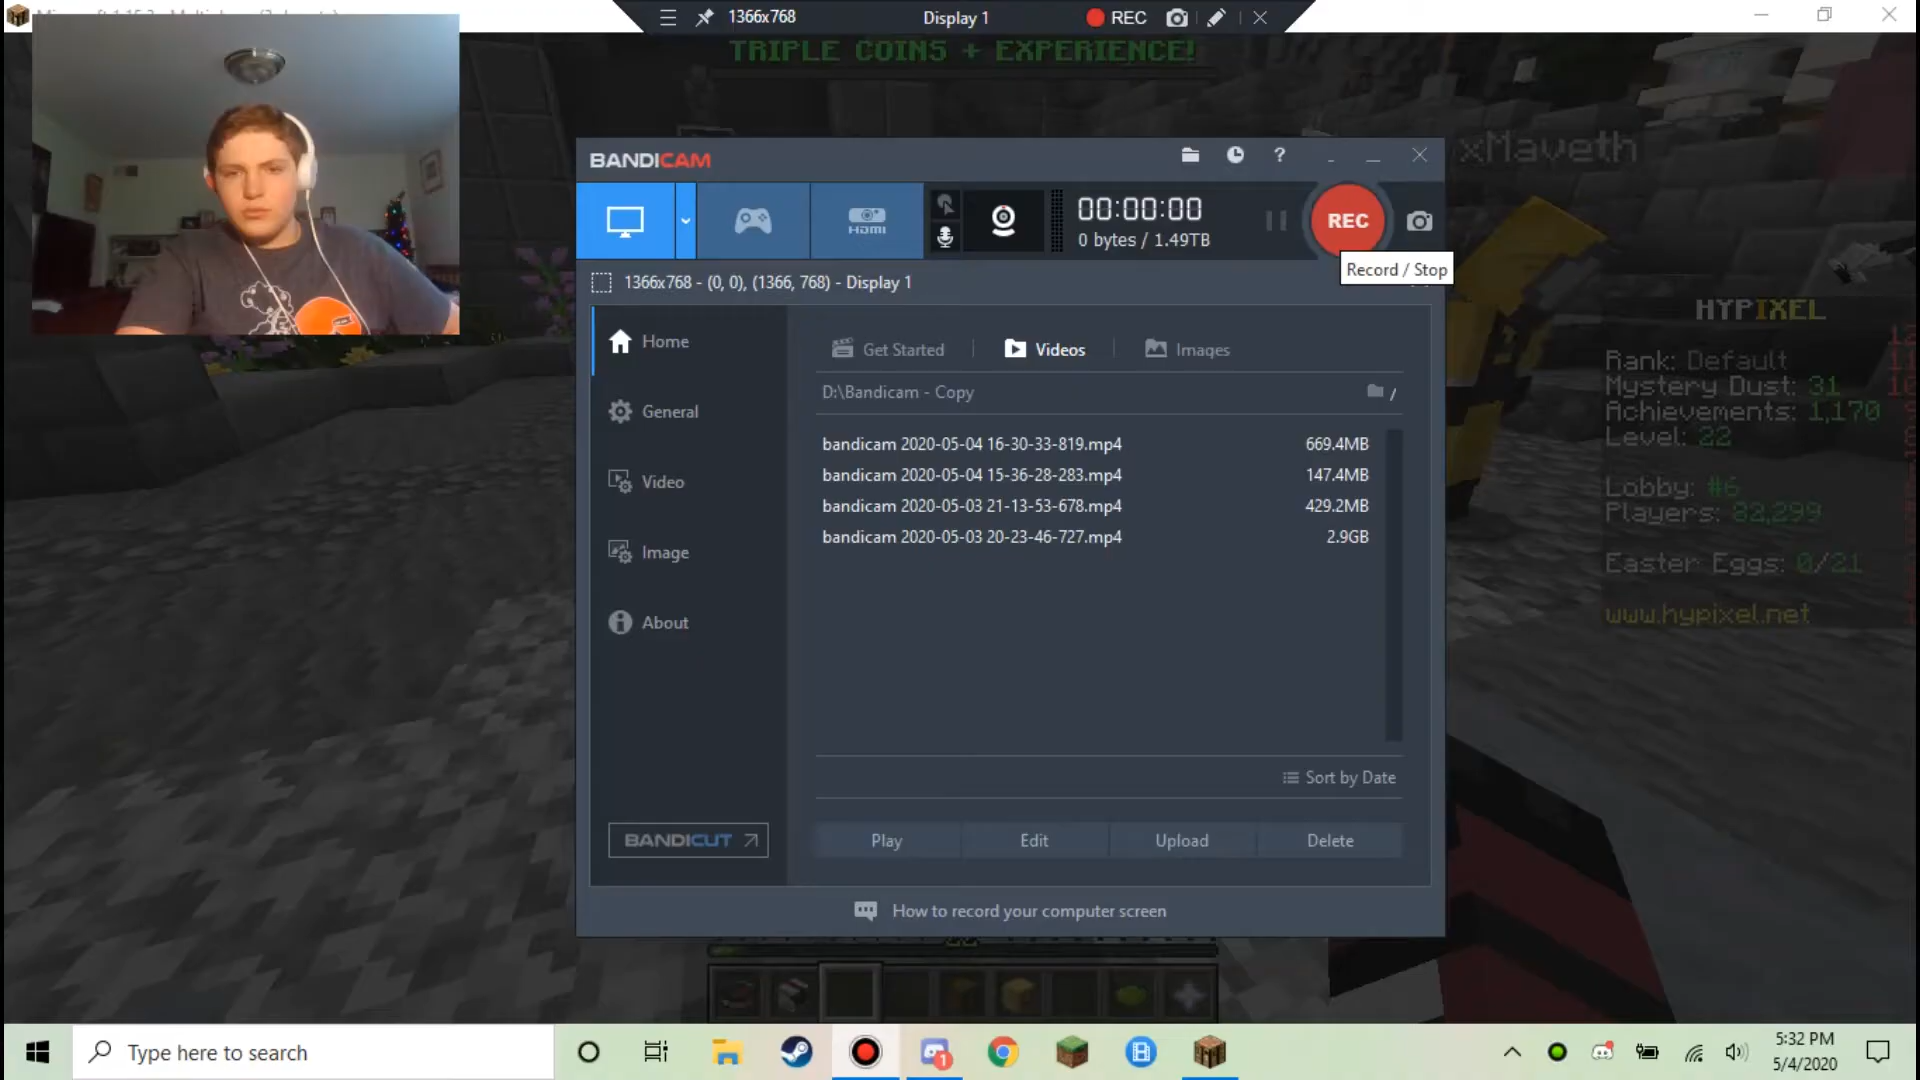 1366x768
Display 1
REC
TRIPLE COINS + EXPERIENCE!
xMaveth
BANDICAM
HDMI
00:00:00
0 bytes / 1.49TB
REC
Record / Stop
1366x768 - (0, 0), (1366, 768) - Display 1
Home
General
Video
Image
About
BANDICUT
Get Started
Videos
Images
D:\Bandicam - Copy
/
bandicam 2020-05-04 16-30-33-819.mp4 669.4MB
bandicam 2020-05-04 15-36-28-283.mp4 147.4MB
bandicam 2020-05-03 21-13-53-678.mp4 429.2MB
bandicam 2020-05-03 20-23-46-727.mp4 2.9GB
Sort by Date
Play
Edit
Upload
Delete
How to record your computer screen
HYPIXEL
Rank: Default
Mystery Dust: 31
Achievements: 1,170
Level: 22
Lobby: #6
Players: 82,299
Easter Eggs: 0/21
www.hypixel.net
Type here to search
1
5:32 PM
5/4/2020